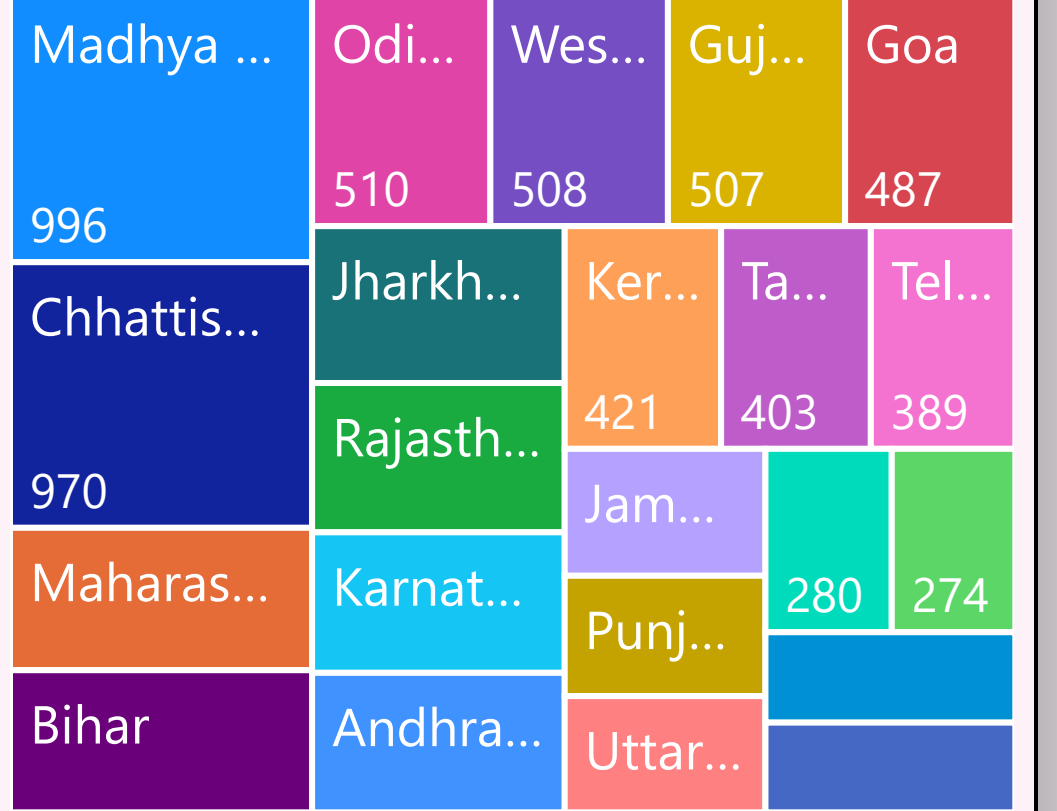 Madhya ...
996
Chhattis...
970
Maharas...
Bihar
Odi...
510
Wes...
508
Guj...
507
Goa
487
Jharkh...
Rajasth...
Karnat...
Andhra...
Ker...
421
Ta...
403
Tel...
389
Jam...
Punj...
Uttar...
280
274